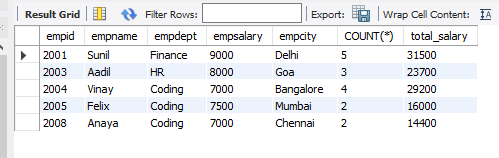 Result Grid Filter Rows: Export: Wrap Cell Content:
empid empname empdept empsalary empcity COUNT(*) total_salary
2001 Sunil Finance 9000 Delhi 5 31500
2003 Aadil HR 8000 Goa 3 23700
2004 Vinay Coding 7000 Bangalore 4 29200
2005 Felix Coding 7500 Mumbai 2 16000
2008 Anaya Coding 7000 Chennai 2 14400